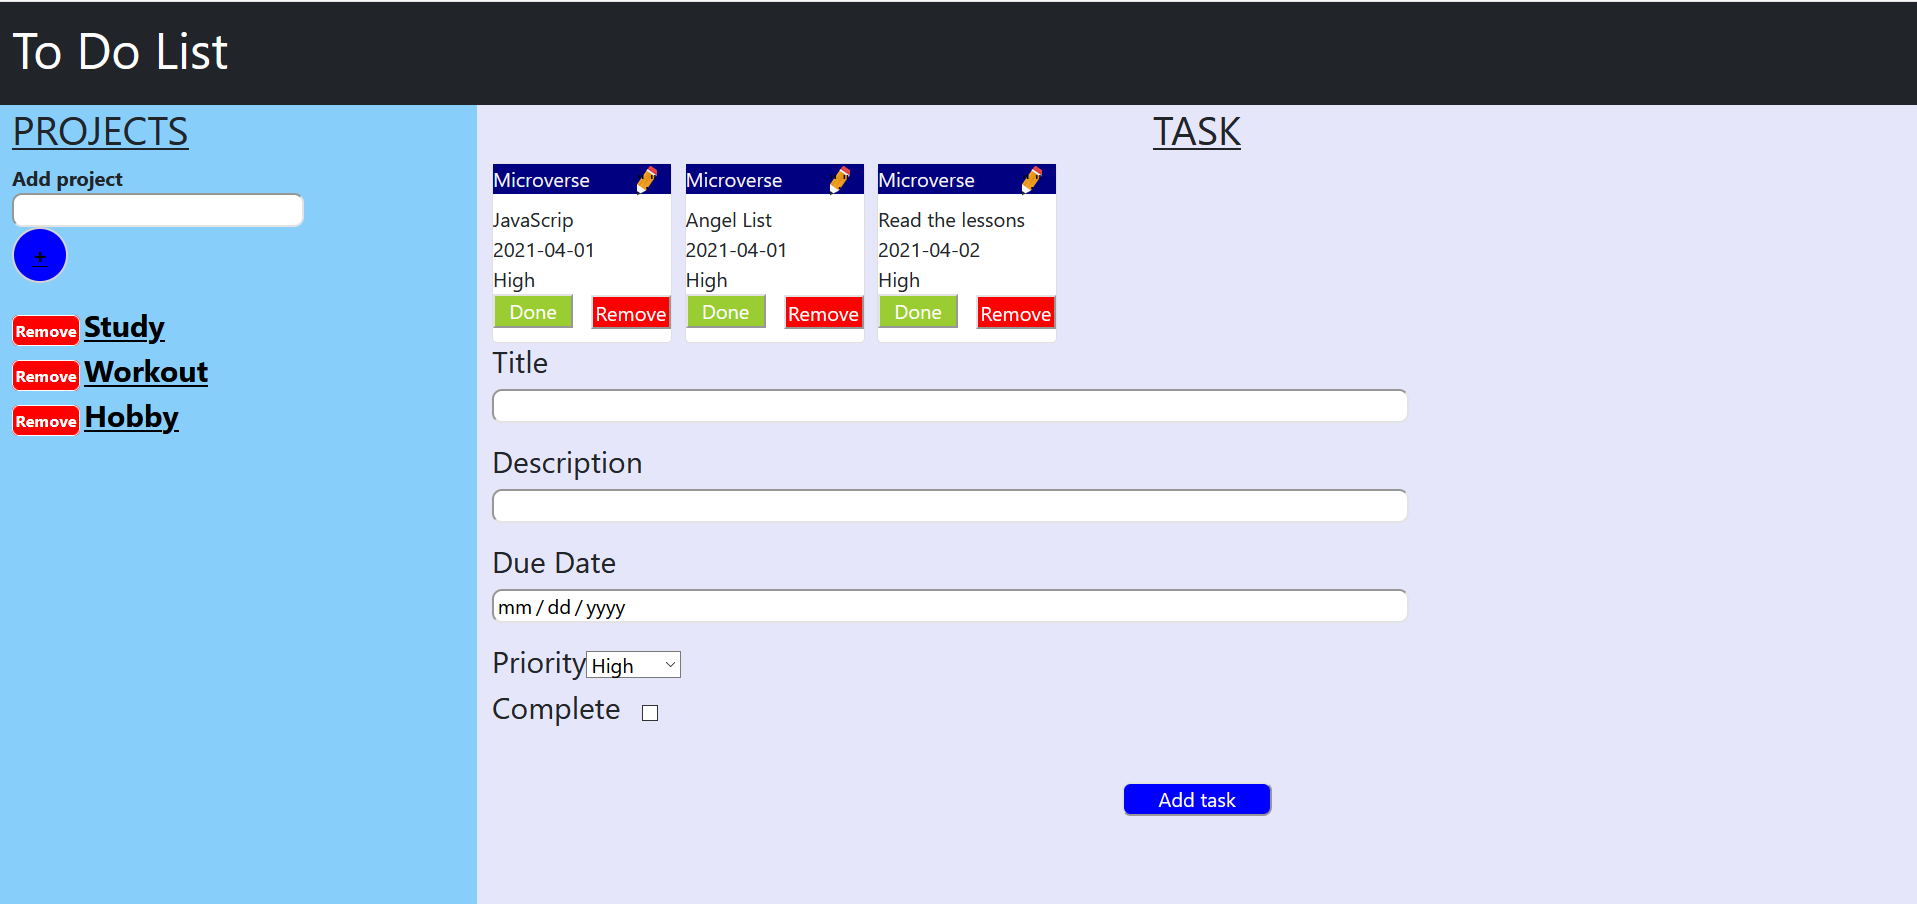 To Do List
PROJECTS
Add project
+
Remove Study
Remove Workout
Remove Hobby
TASK
Microverse
JavaScrip
2021-04-01
High
Done Remove
Microverse
Angel List
2021-04-01
High
Done Remove
Microverse
Read the lessons
2021-04-02
High
Done Remove
Title
Description
Due Date
mm/dd/yyyy
Priority High
Complete
Add task